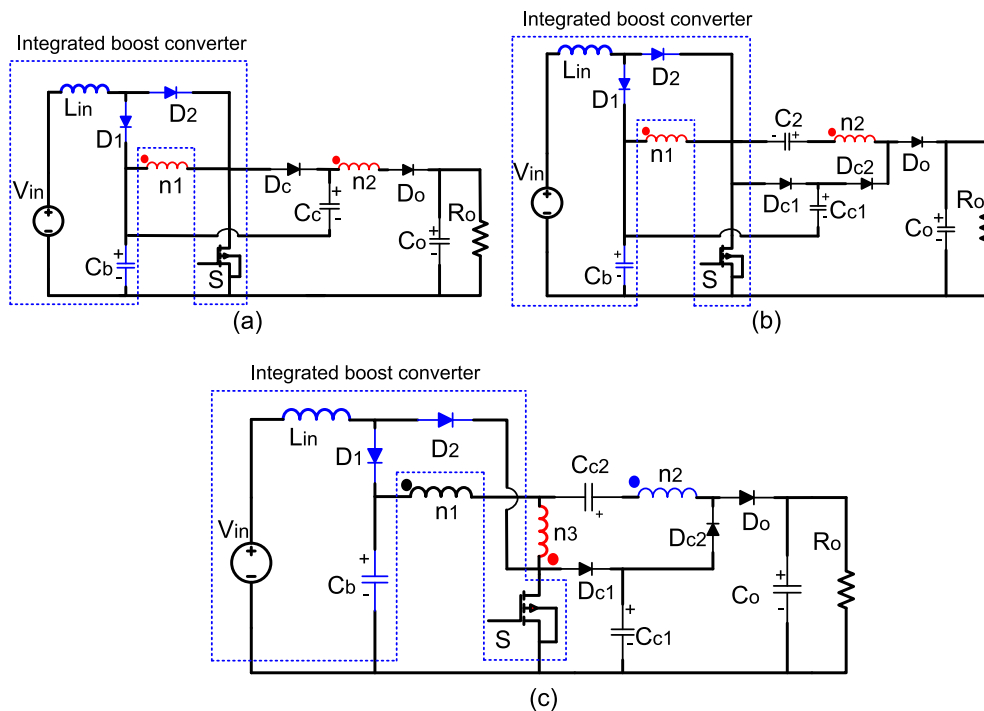 Integrated boost converter
Lin
D2
D1
n1
Vin
Dc
n2
Do
Cc
Ro
Co
Cb
S
+
-
+
-
+
-
+
-
(a)
Integrated boost converter
Lin
D2
D1
C2
n2
- +
n1
Do
Dc2
Vin
Dc1
Cc1
Ro
Co
Cb
S
+
-
+
-
+
-
+
-
(b)
Integrated boost converter
Lin
D2
D1
Cc2
n2
n1
+
Do
Vin
n3
Dc2
Ro
Cb
Dc1
Co
S
Cc1
+
-
+
-
+
-
+
-
(c)